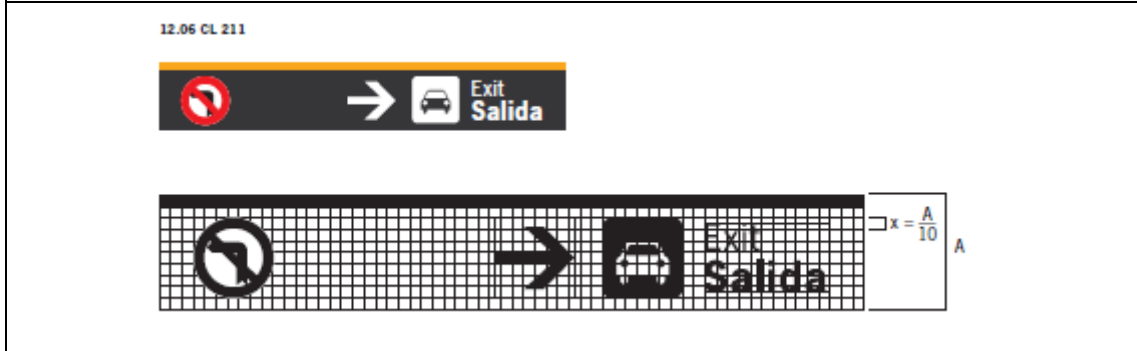 12.06 CL 211
Exit
Salida
Exit
Salida
x = A/10
A